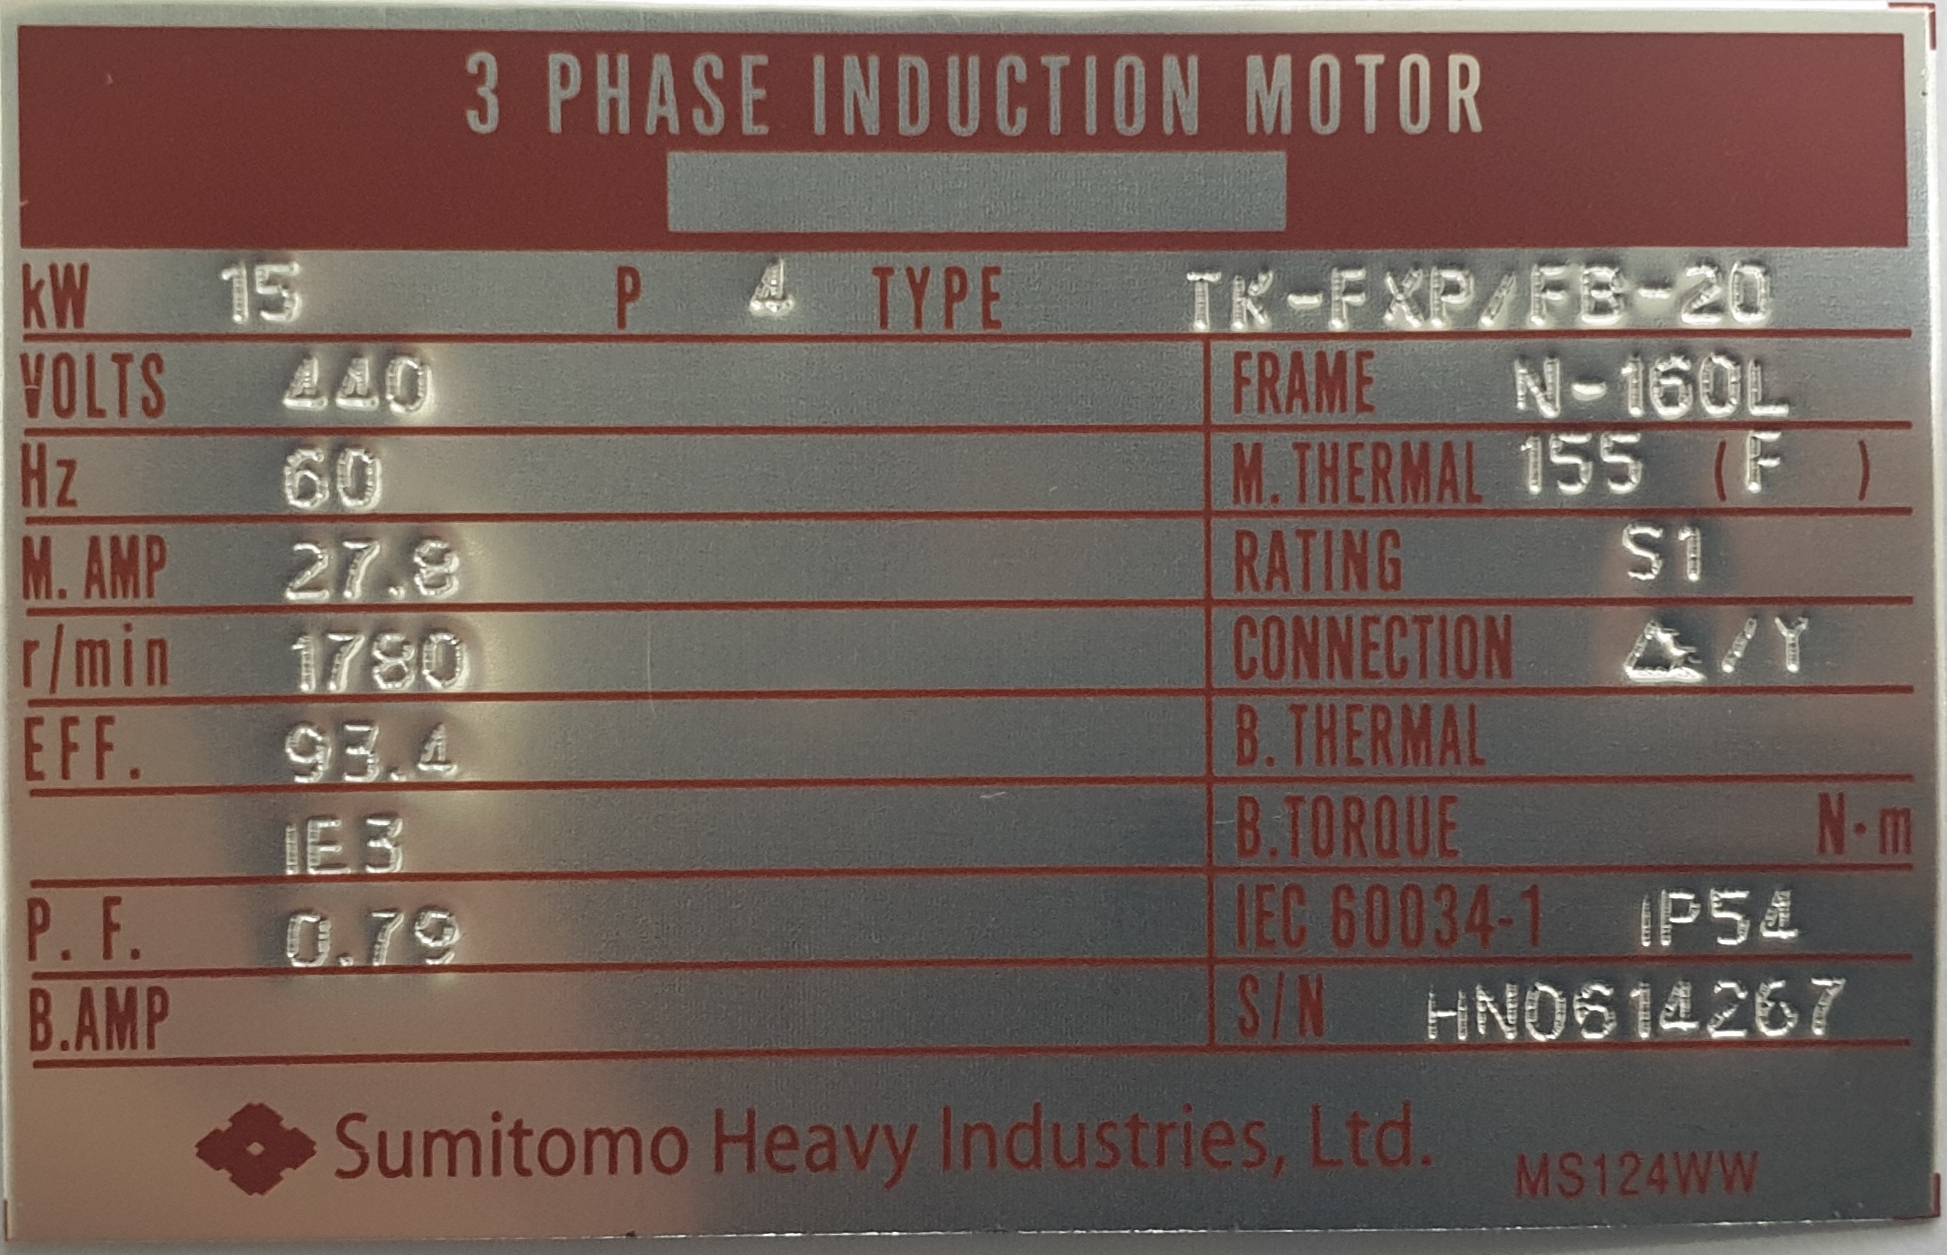 3 PHASE INDUCTION MOTOR
kW 15 P 4 TYPE TK-FXP/FB-20
VOLTS 440 FRAME N-160L
Hz 60 M. THERMAL 155 (F )
M. AMP 27.8 RATING S1
r/min 1780 CONNECTION △/Y
EFF. 93.4 B. THERMAL
IE3 B.TORQUE N·m
P. F. 0.79 IEC 60034-1 IP54
B.AMP S/N HN0614267
Sumitomo Heavy Industries, Ltd. MS124WW